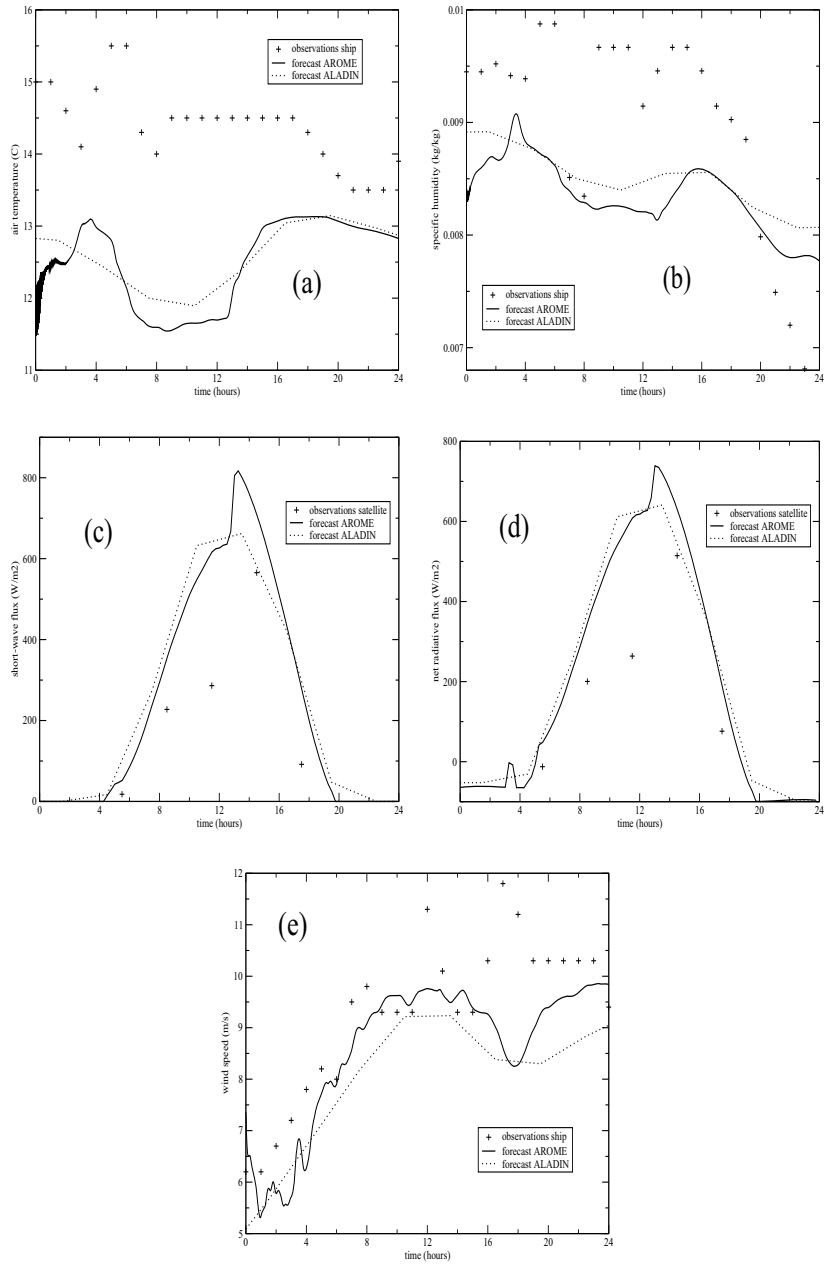 16
15
14
13
12
11
air temperature (C)
0
4
8
12
16
20
24
time (hours)
observations ship
forecast AROME
forecast ALADIN
(a)
0.01
0.009
0.008
0.007
specific humidity (kg/kg)
0
4
8
12
16
20
24
time (hours)
observations ship
forecast AROME
forecast ALADIN
(b)
800
600
400
200
0
short-wave flux (W/m2)
0
4
8
12
16
20
24
time (hours)
observations satellite
forecast AROME
forecast ALADIN
(c)
800
600
400
200
0
net radiative flux (W/m2)
0
4
8
12
16
20
24
time (hours)
observations satellite
forecast AROME
forecast ALADIN
(d)
12
11
10
9
8
7
6
5
wind speed (m/s)
0
4
8
12
16
20
24
time (hours)
observations ship
forecast AROME
forecast ALADIN
(e)